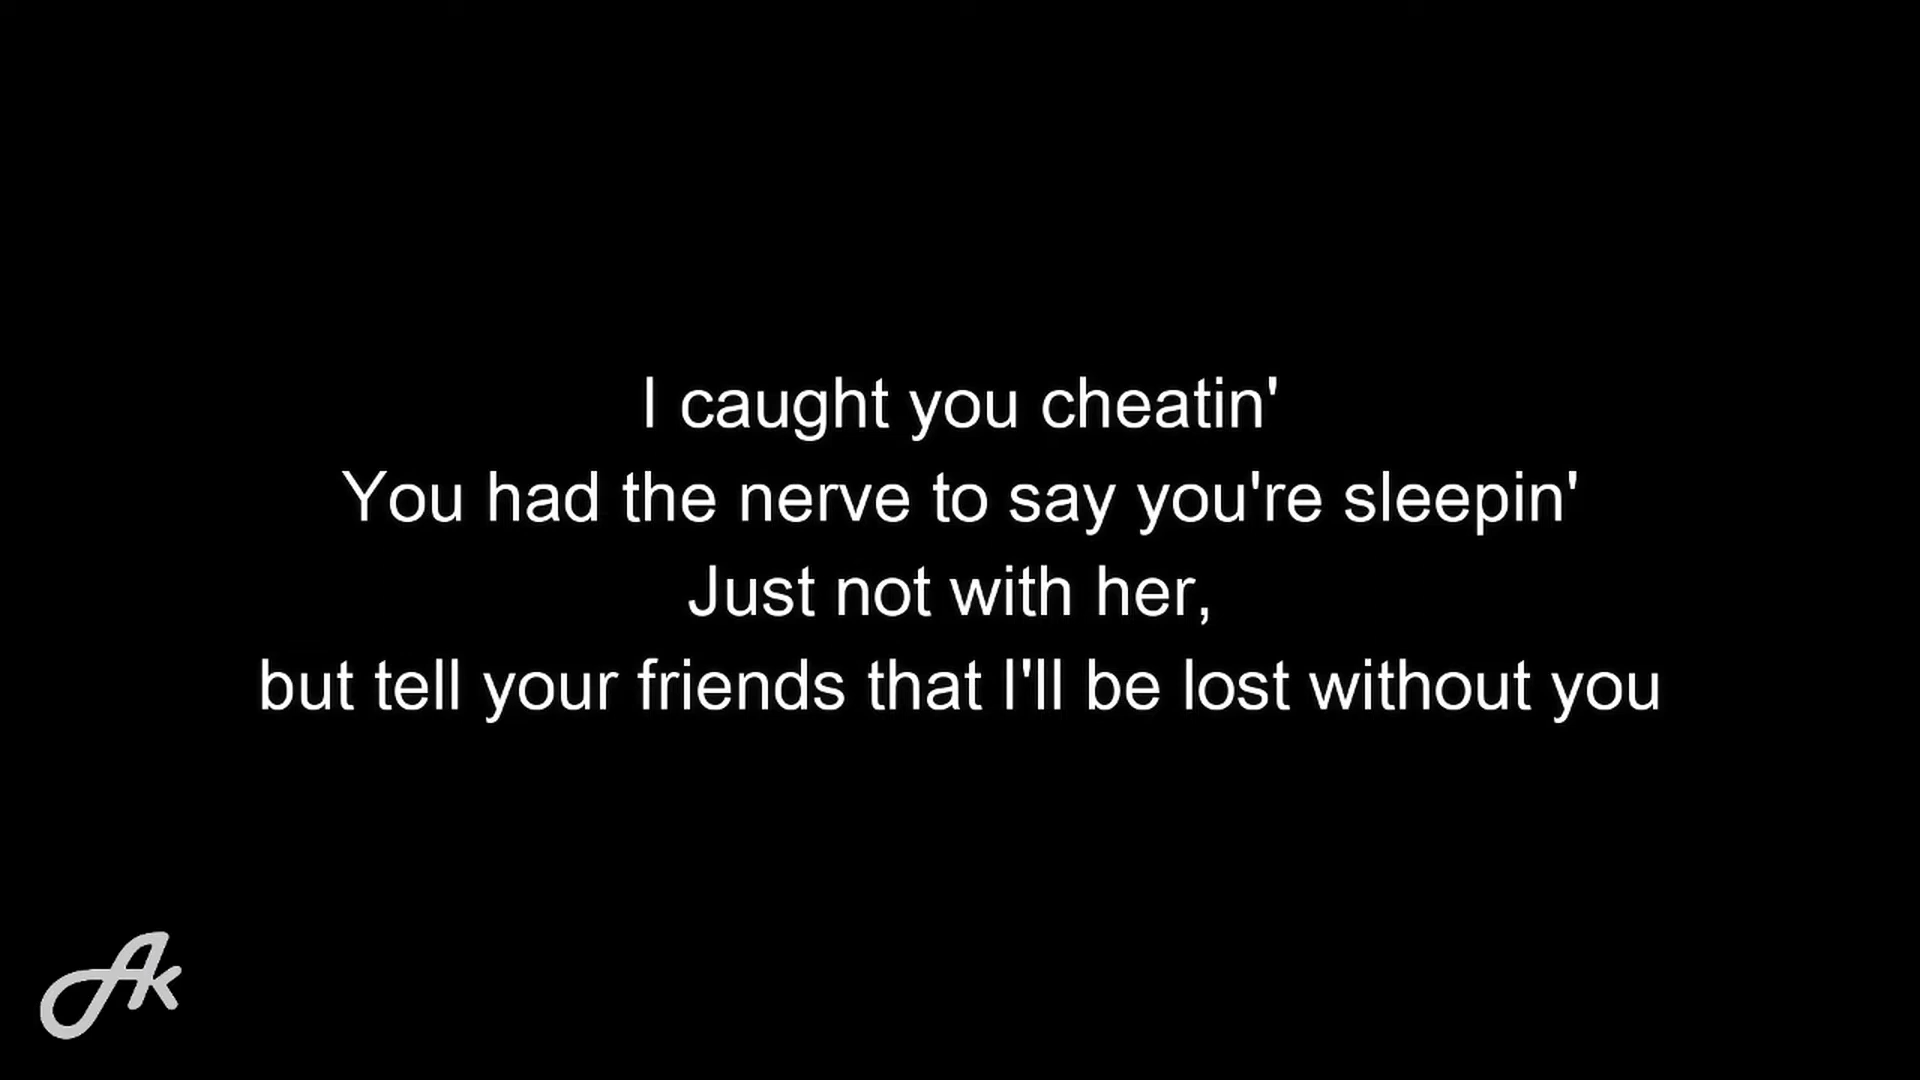 I caught you cheatin'
You had the nerve to say you're sleepin'
Just not with her,
but tell your friends that I'll be lost without you
Ak